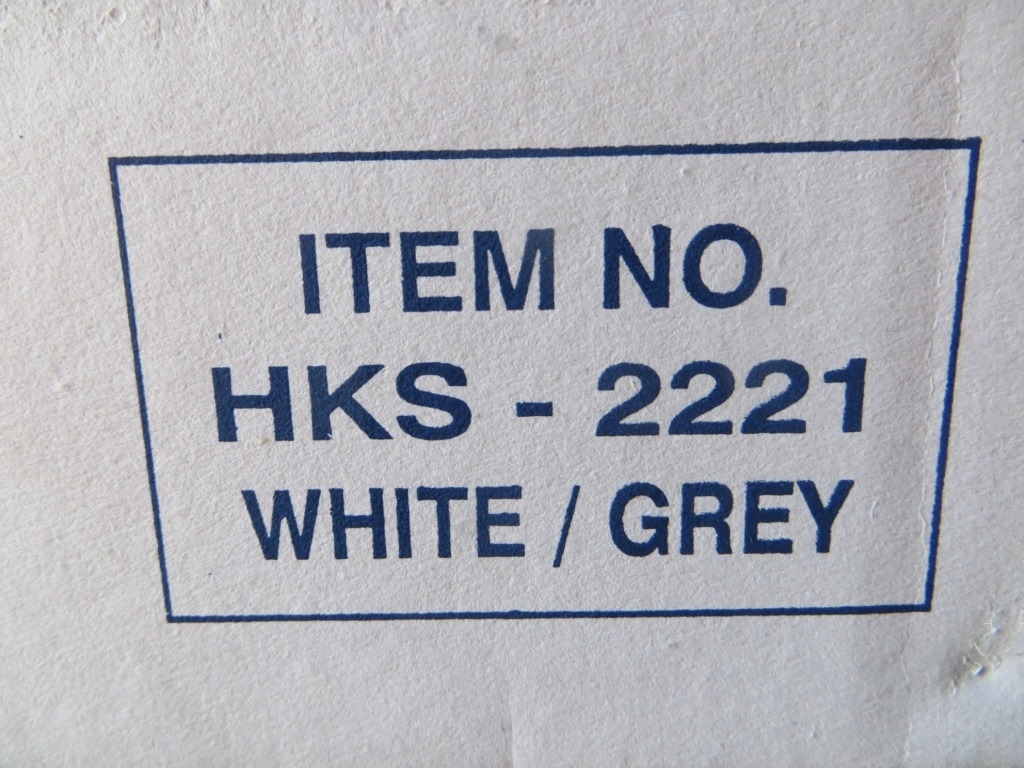 ITEM NO.
HKS - 2221
WHITE / GREY